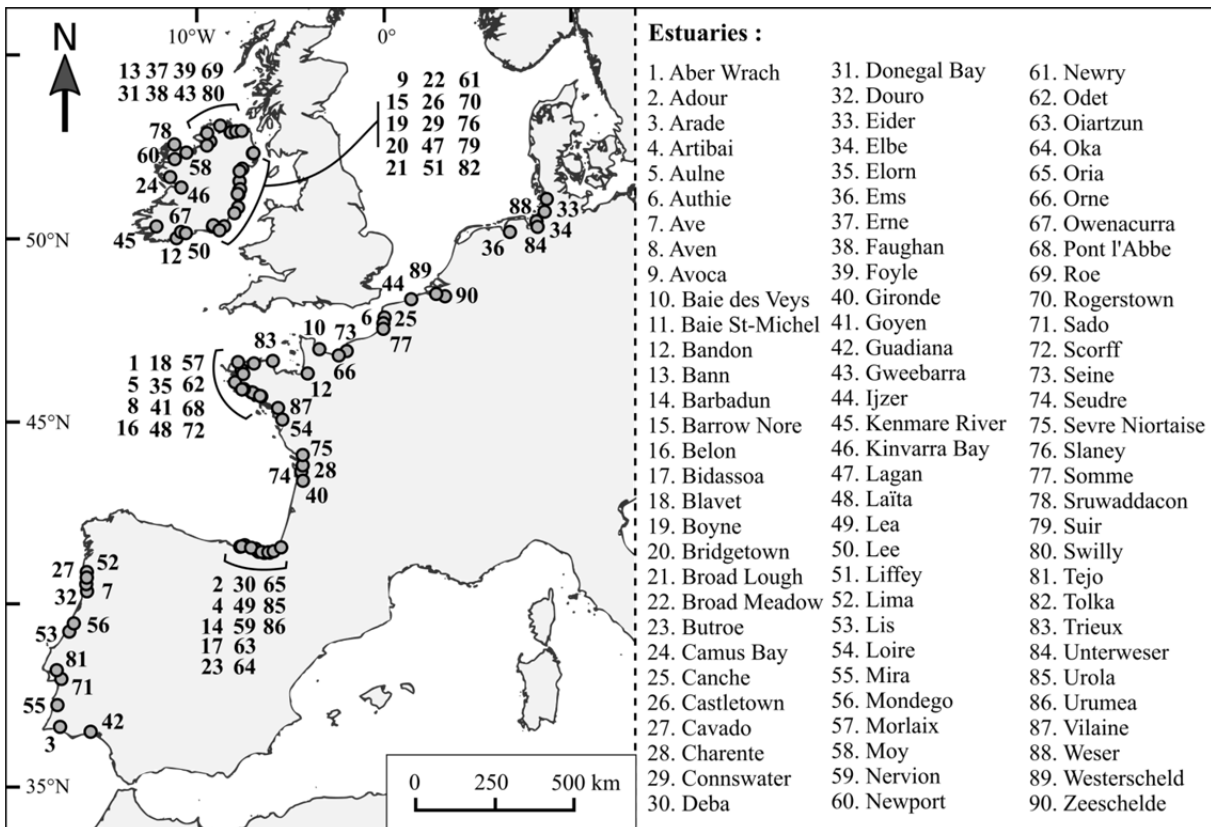 N
10°W
0°
13 37 39 69
31 38 43 80
9 22 61
15 26 70
19 29 76
20 47 79
21 51 82
78
60
58
24
46
67
45
12
50
88
33
36
84
34
50°N
89
44
90
6
25
10
73
77
83
66
12
1 18 57
5 35 62
8 41 68
16 48 72
87
54
45°N
75
74
28
40
27
52
32
7
2 30 65
4 49 85
14 59 86
17 63
23 64
53
56
81
71
55
42
3
35°N
0 250 500 km
Estuaries :
1. Aber Wrach
2. Adour
3. Arade
4. Artibai
5. Aulne
6. Authie
7. Ave
8. Aven
9. Avoca
10. Baie des Veys
11. Baie St-Michel
12. Bandon
13. Bann
14. Barbadun
15. Barrow Nore
16. Belon
17. Bidassoa
18. Blavet
19. Boyne
20. Bridgetown
21. Broad Lough
22. Broad Meadow
23. Butroe
24. Camus Bay
25. Canche
26. Castletown
27. Cavado
28. Charente
29. Connswater
30. Deba
31. Donegal Bay
32. Douro
33. Eider
34. Elbe
35. Elorn
36. Ems
37. Erne
38. Faughan
39. Foyle
40. Gironde
41. Goyen
42. Guadiana
43. Gweebarra
44. Ijzer
45. Kenmare River
46. Kinvarra Bay
47. Lagan
48. Laïta
49. Lea
50. Lee
51. Liffey
52. Lima
53. Lis
54. Loire
55. Mira
56. Mondego
57. Morlaix
58. Moy
59. Nervion
60. Newport
61. Newry
62. Odet
63. Oiartzun
64. Oka
65. Oria
66. Orne
67. Owenacurra
68. Pont l'Abbe
69. Roe
70. Rogerstown
71. Sado
72. Scorff
73. Seine
74. Seudre
75. Sevre Niortaise
76. Slaney
77. Somme
78. Sruwaddacon
79. Suir
80. Swilly
81. Tejo
82. Tolka
83. Trieux
84. Unterweser
85. Urola
86. Urumea
87. Vilaine
88. Weser
89. Westerscheld
90. Zeeschelde